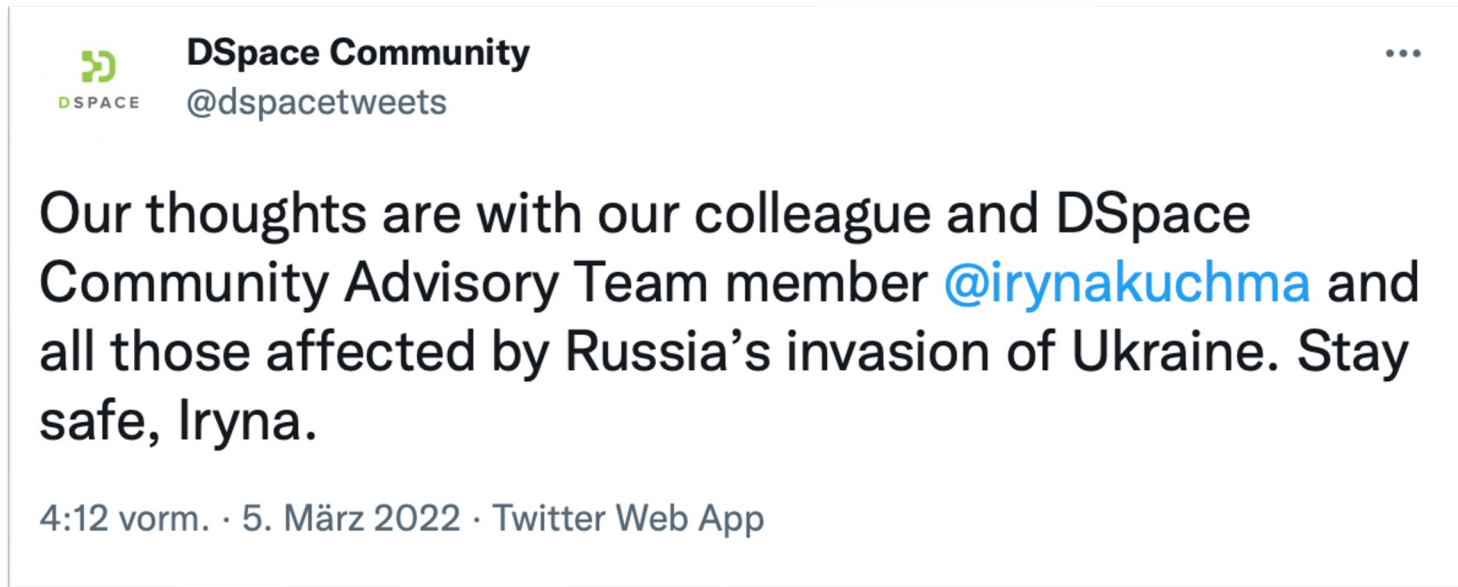 DSpace Community
DSPACE
@dspacetweets
Our thoughts are with our colleague and DSpace
Community Advisory Team member @irynakuchma and
all those affected by Russia’s invasion of Ukraine. Stay
safe, Iryna.
4:12 vorm. · 5. März 2022 · Twitter Web App